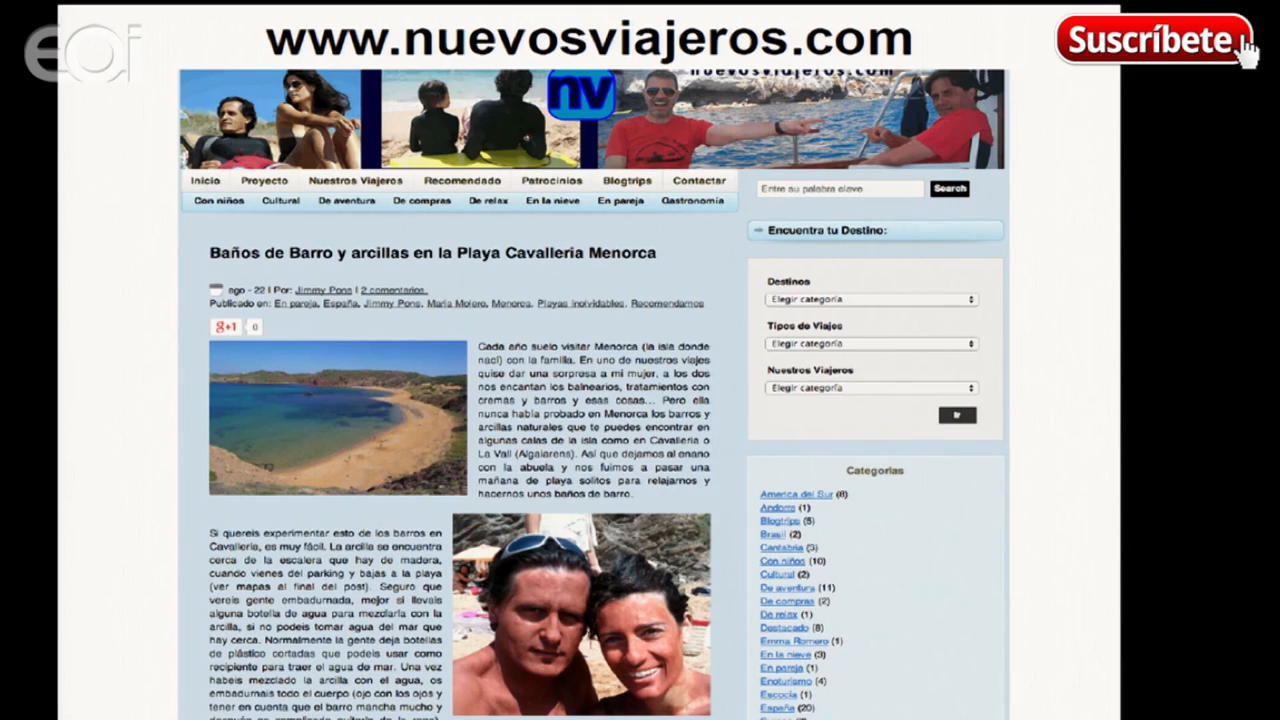 eoi
www.nuevosviajeros.com
Suscríbete
nuevosviajeros.com
nv
Inicio Proyecto Nuestros Viajeros Recomendado Patrocinios Blogtrips Contactar
Entre su palabra clave Search
Con niños Cultural De aventura De compras De relax En la nieve En pareja Gastronomía
Encuentra tu Destino:
Baños de Barro y arcillas en la Playa Cavalleria Menorca
ago - 22 | Por: Jimmy Pons | 2 comentarios.
Publicado en: En pareja, España, Jimmy Pons, Maria Molero, Menorca, Playas inolvidables, Recomendamos
g+1 0
Destinos
Elegir categoría
Tipos de Viajes
Elegir categoría
Nuestros Viajeros
Elegir categoría
Ir
Cada año suelo visitar Menorca (la isla donde
nací) con la familia. En uno de nuestros viajes
quise dar una sorpresa a mi mujer, a los dos
nos encantan los balnearios, tratamientos con
cremas y barros y esas cosas... Pero ella
nunca había probado en Menorca los barros y
arcillas naturales que te puedes encontrar en
algunas calas de la isla como en Cavalleria o
La Vall (Algaiarens). Así que dejamos al enano
con la abuela y nos fuimos a pasar una
mañana de playa solitos para relajarnos y
hacernos unos baños de barro.
Si quereis experimentar esto de los barros en
Cavallería, es muy fácil. La arcilla se encuentra
cerca de la escalera que hay de madera,
cuando vienes del parking y bajas a la playa
(ver mapas al final del post). Seguro que
vereis gente embadurnada, mejor si llevais
alguna botella de agua para mezclarla con la
arcilla, si no podeis tomar agua del mar que
hay cerca. Normalmente la gente deja botellas
de plástico cortadas que podeis usar como
recipiente para traer el agua de mar. Una vez
habeis mezclado la arcilla con el agua, os
embadurnais todo el cuerpo (ojo con los ojos y
tener en cuenta que el barro mancha mucho y
Categorías
America del Sur (8)
Andorra (1)
Blogtrips (5)
Brasil (2)
Cantabria (3)
Con niños (10)
Cultural (2)
De aventura (11)
De compras (2)
De relax (1)
Destacado (8)
Emma Romero (1)
En la nieve (3)
En pareja (1)
Enoturismo (4)
Escocia (1)
España (20)